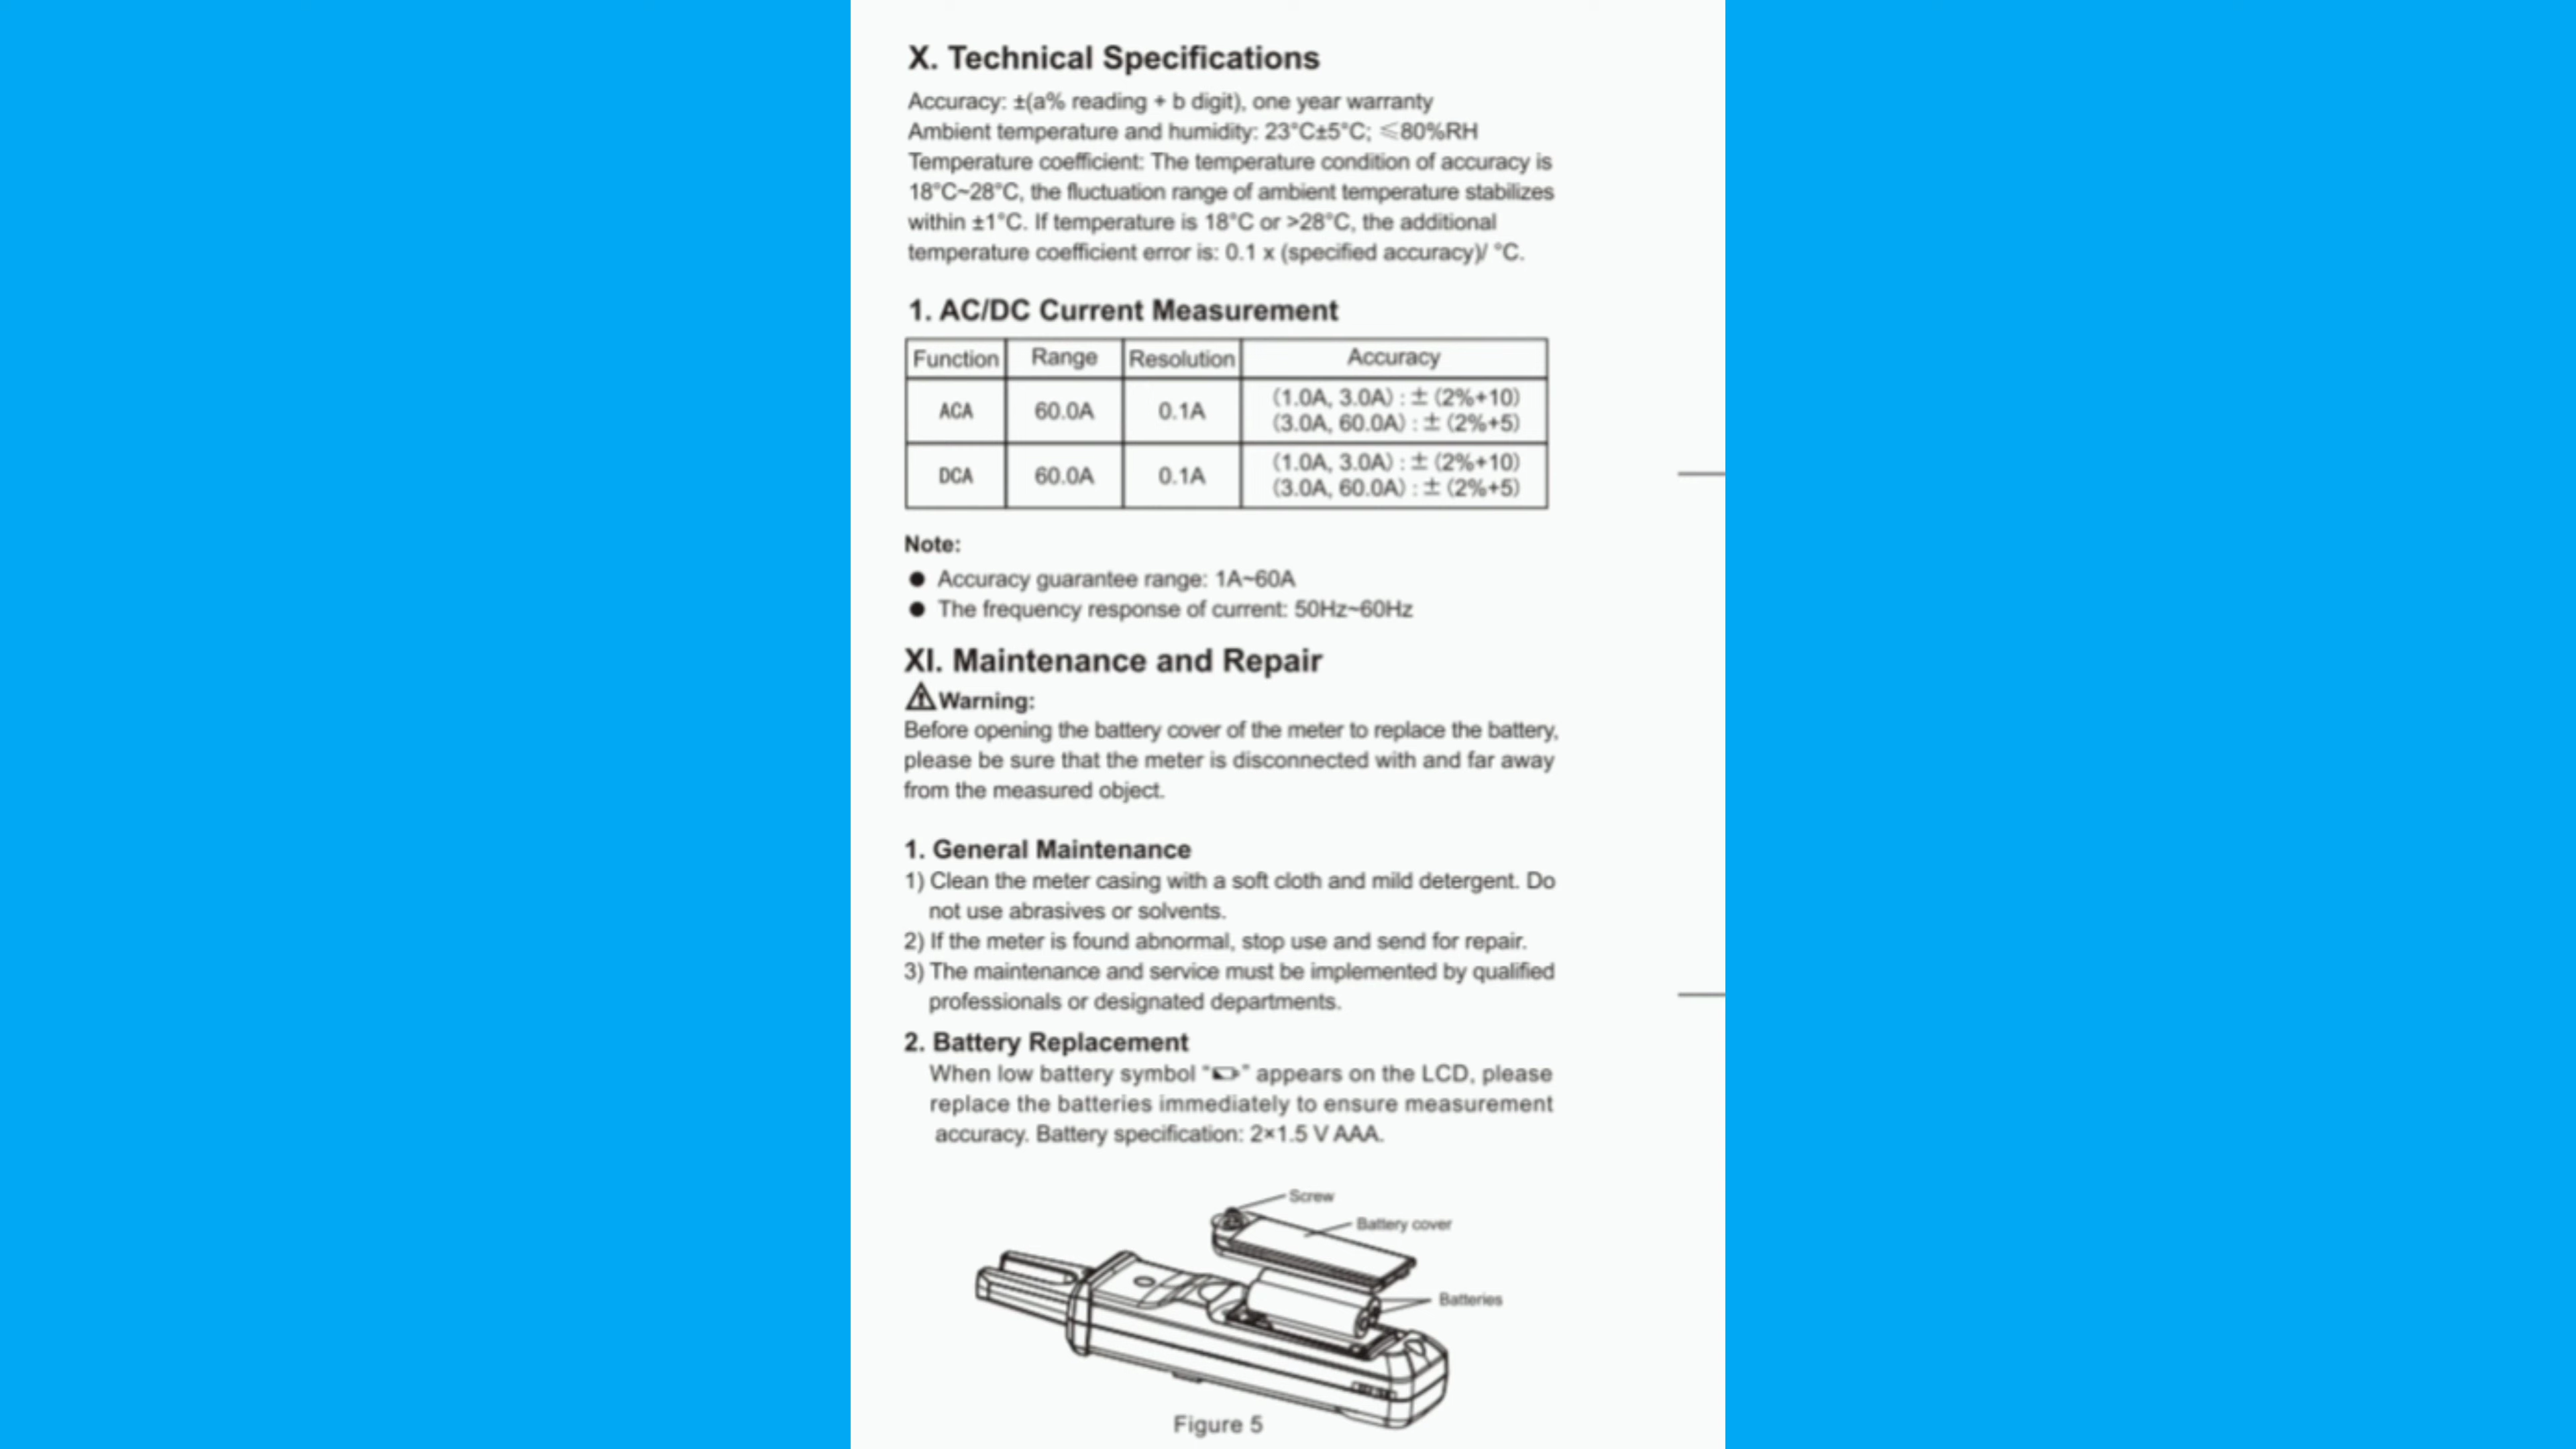 X. Technical Specifications
Accuracy: ±(a% reading + b digit), one year warranty
Ambient temperature and humidity: 23°C±5°C; ≤80%RH
Temperature coefficient: The temperature condition of accuracy is
18°C~28°C, the fluctuation range of ambient temperature stabilizes
within ±1°C. If temperature is 18°C or >28°C, the additional
temperature coefficient error is: 0.1 x (specified accuracy)/ °C.
1. AC/DC Current Measurement
Function Range Resolution Accuracy
ACA 60.0A 0.1A (1.0A, 3.0A) : ± (2%+10)
(3.0A, 60.0A) : ± (2%+5)
DCA 60.0A 0.1A (1.0A, 3.0A) : ± (2%+10)
(3.0A, 60.0A) : ± (2%+5)
Note:
● Accuracy guarantee range: 1A~60A
● The frequency response of current: 50Hz~60Hz
XI. Maintenance and Repair
Warning:
Before opening the battery cover of the meter to replace the battery,
please be sure that the meter is disconnected with and far away
from the measured object.
1. General Maintenance
1) Clean the meter casing with a soft cloth and mild detergent. Do
not use abrasives or solvents.
2) If the meter is found abnormal, stop use and send for repair.
3) The maintenance and service must be implemented by qualified
professionals or designated departments.
2. Battery Replacement
When low battery symbol “ ” appears on the LCD, please
replace the batteries immediately to ensure measurement
accuracy. Battery specification: 2×1.5 V AAA.
Screw
Battery cover
Batteries
Figure 5